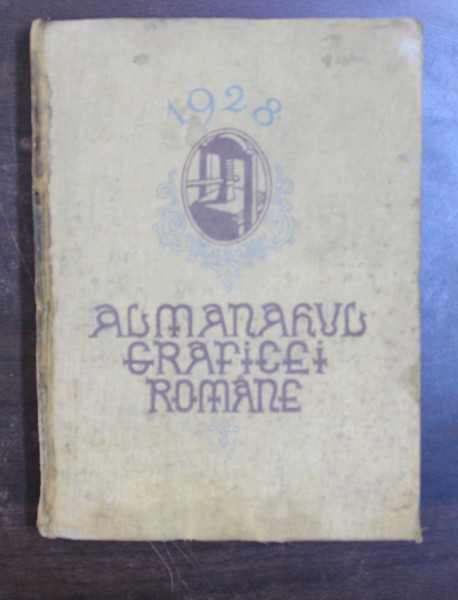 1928
ALMANAHUL
GRAFICEI
ROMÂNE